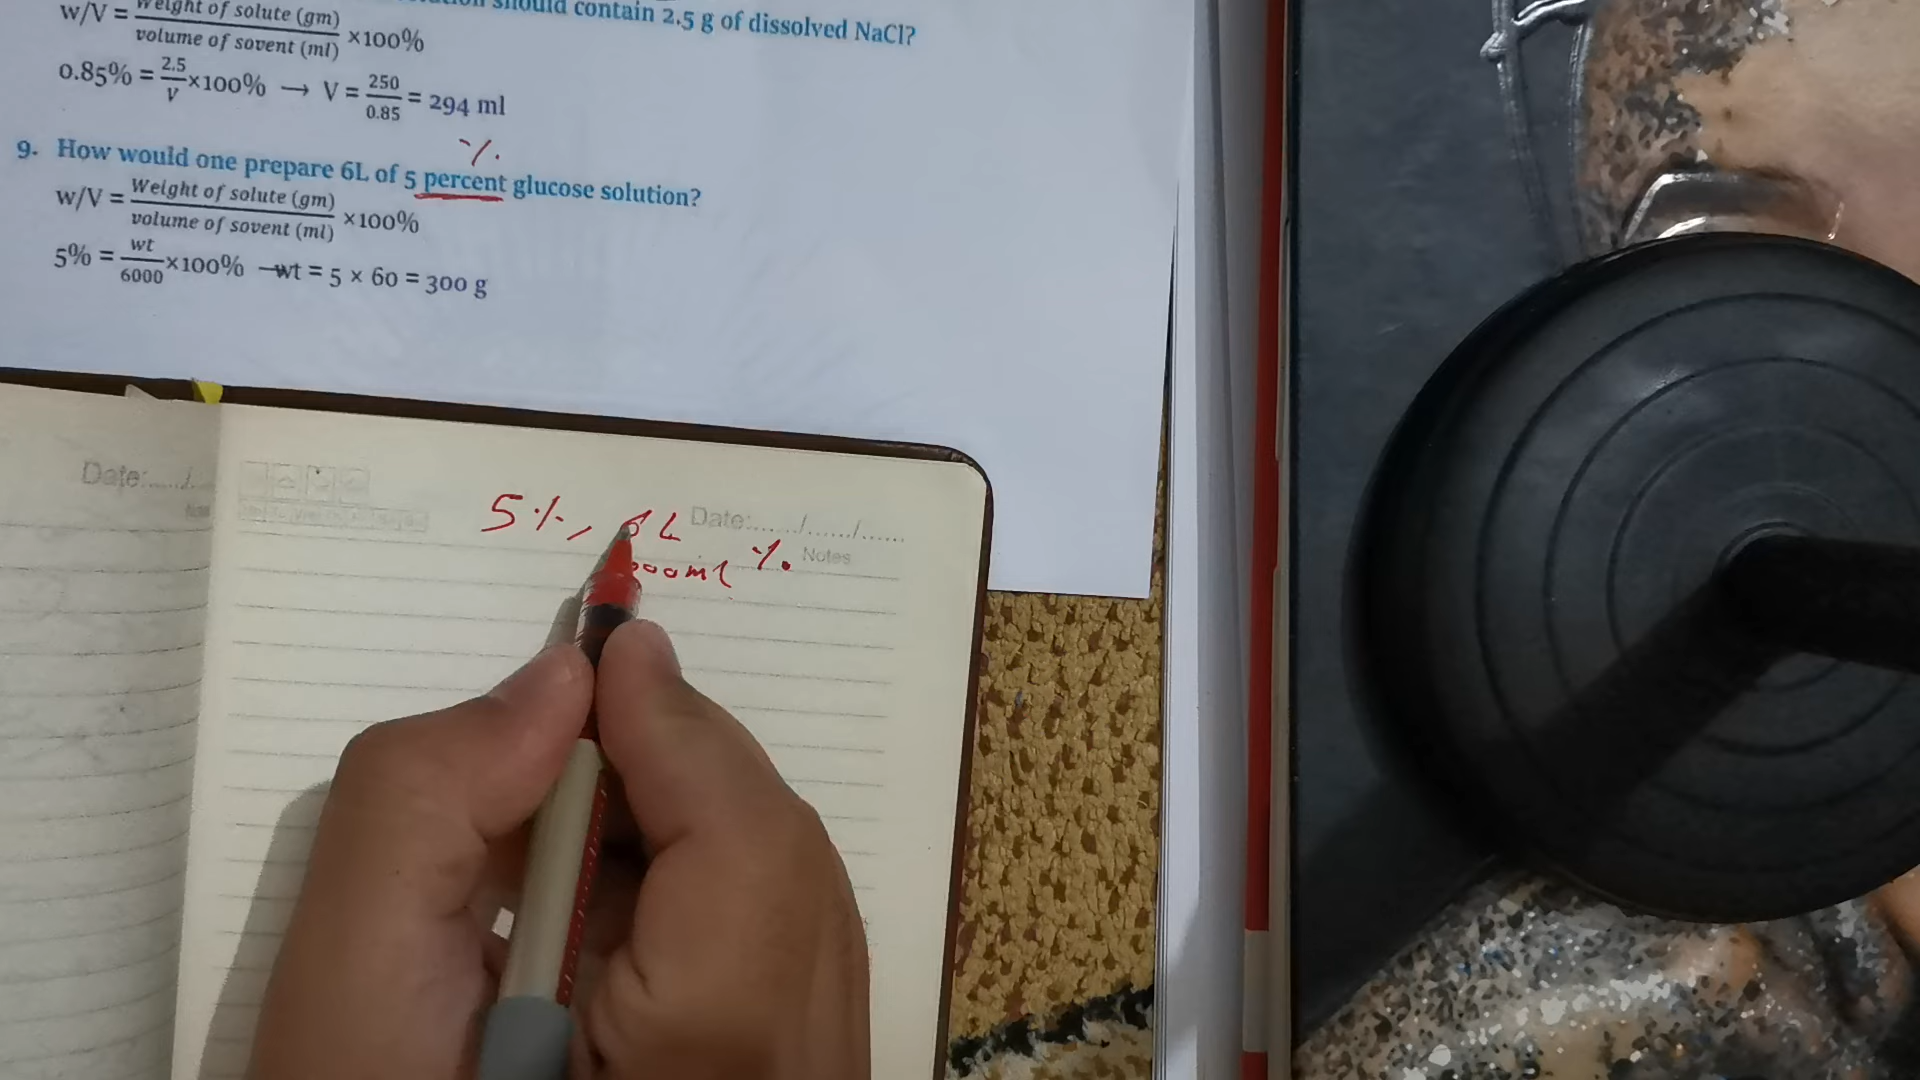 should contain 2.5 g of dissolved NaCl?
w/V = Weight of solute (gm) / volume of sovent (ml) ×100%
0.85% = 2.5/V ×100% → V = 250/0.85 = 294 ml
%
9. How would one prepare 6L of 5 percent glucose solution?
w/V = Weight of solute (gm) / volume of sovent (ml) ×100%
5% = wt/6000 ×100% → wt = 5 × 60 = 300 g
Date:...../..
5%, 6L
Date:....../....../......
000ml %
Notes